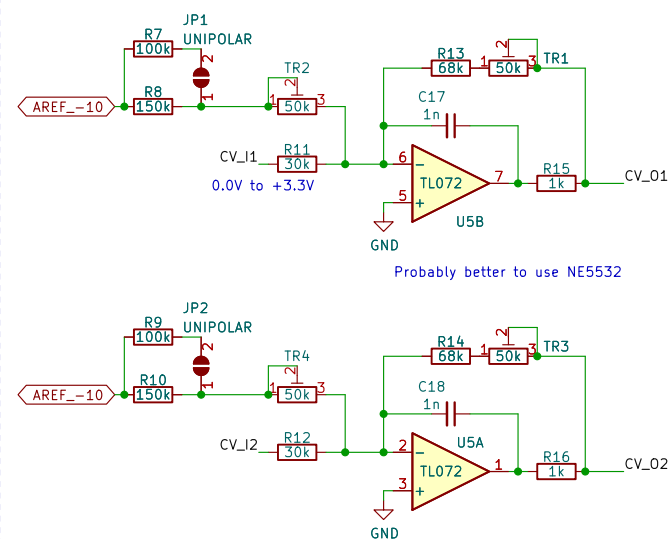 JP1
UNIPOLAR
R7
100k
2
1
AREF_-10
R8
150k
TR2
2
1
50k
3
CV_I1
R11
30k
0.0V to +3.3V
R13
68k
2
1
50k
3
TR1
C17
1n
6
5
TL072
7
U5B
GND
R15
1k
CV_O1
Probably better to use NE5532
JP2
UNIPOLAR
R9
100k
2
1
AREF_-10
R10
150k
TR4
2
1
50k
3
CV_I2
R12
30k
R14
68k
2
1
50k
3
TR3
C18
1n
U5A
2
3
TL072
1
GND
R16
1k
CV_O2